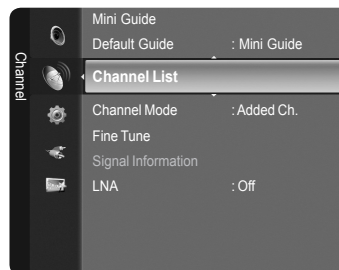 Channel
Mini Guide
Default Guide : Mini Guide
Channel List
Channel Mode : Added Ch.
Fine Tune
Signal Information
LNA : Off